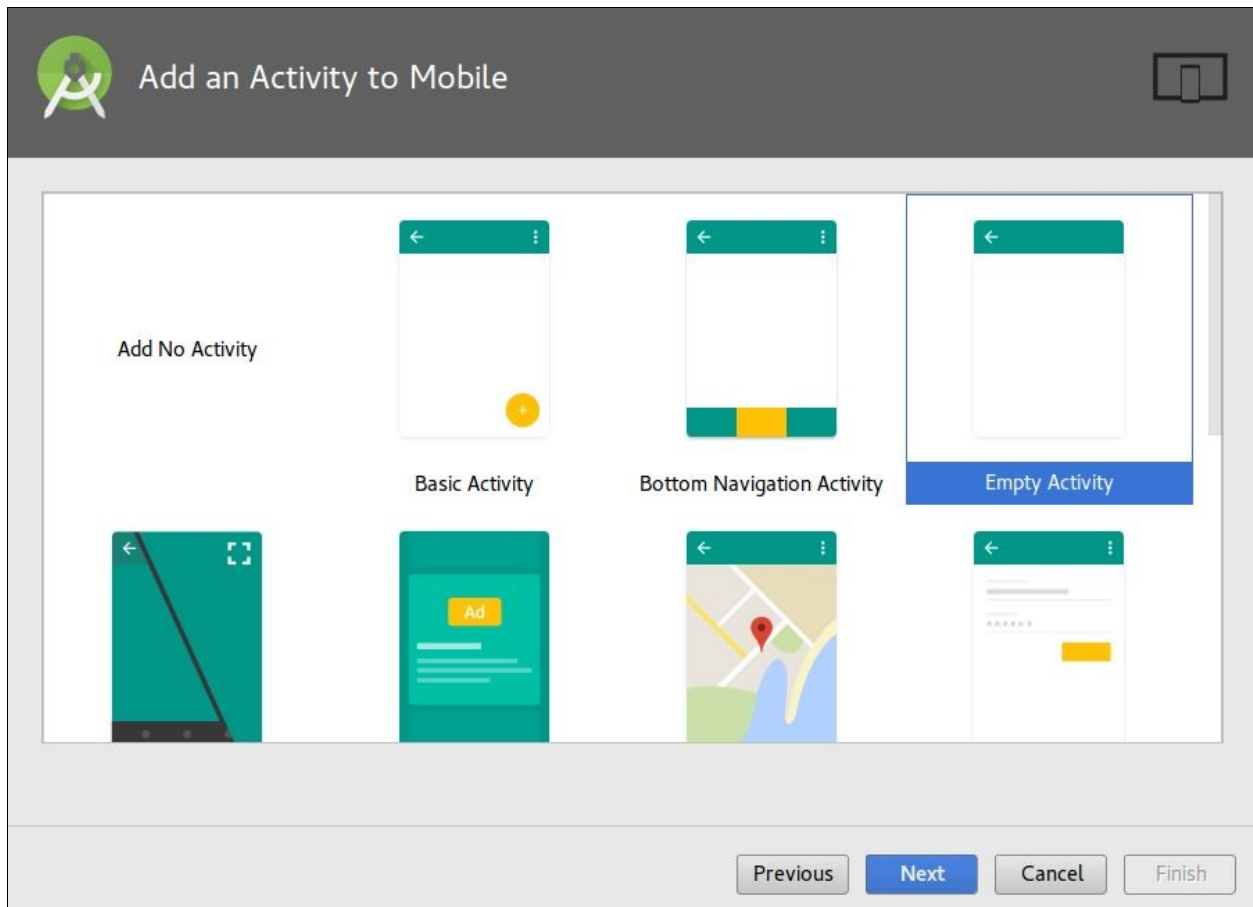 Add an Activity to Mobile
Add No Activity
Basic Activity
Bottom Navigation Activity
Empty Activity
Ad
Previous
Next
Cancel
Finish